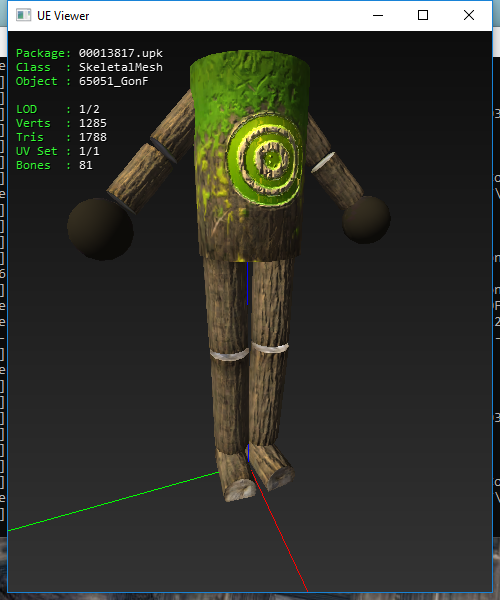 UE Viewer
Package: 00013817.upk
Class  : SkeletalMesh
Object : 65051_GonF
LOD    : 1/2
Verts  : 1285
Tris   : 1788
UV Set : 1/1
Bones  : 81